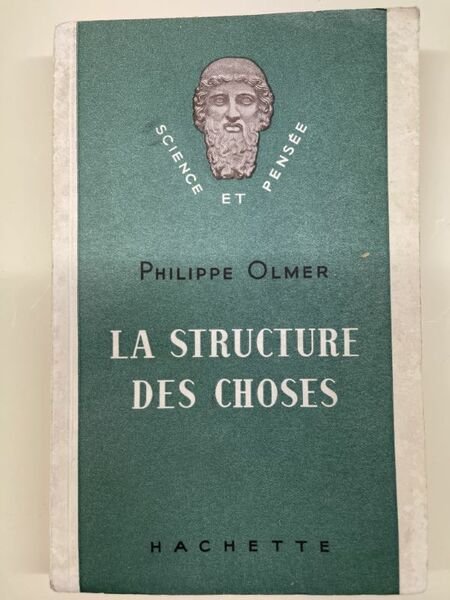 SCIENCE ET PENSÉE
PHILIPPE OLMER
LA STRUCTURE
DES CHOSES
HACHETTE